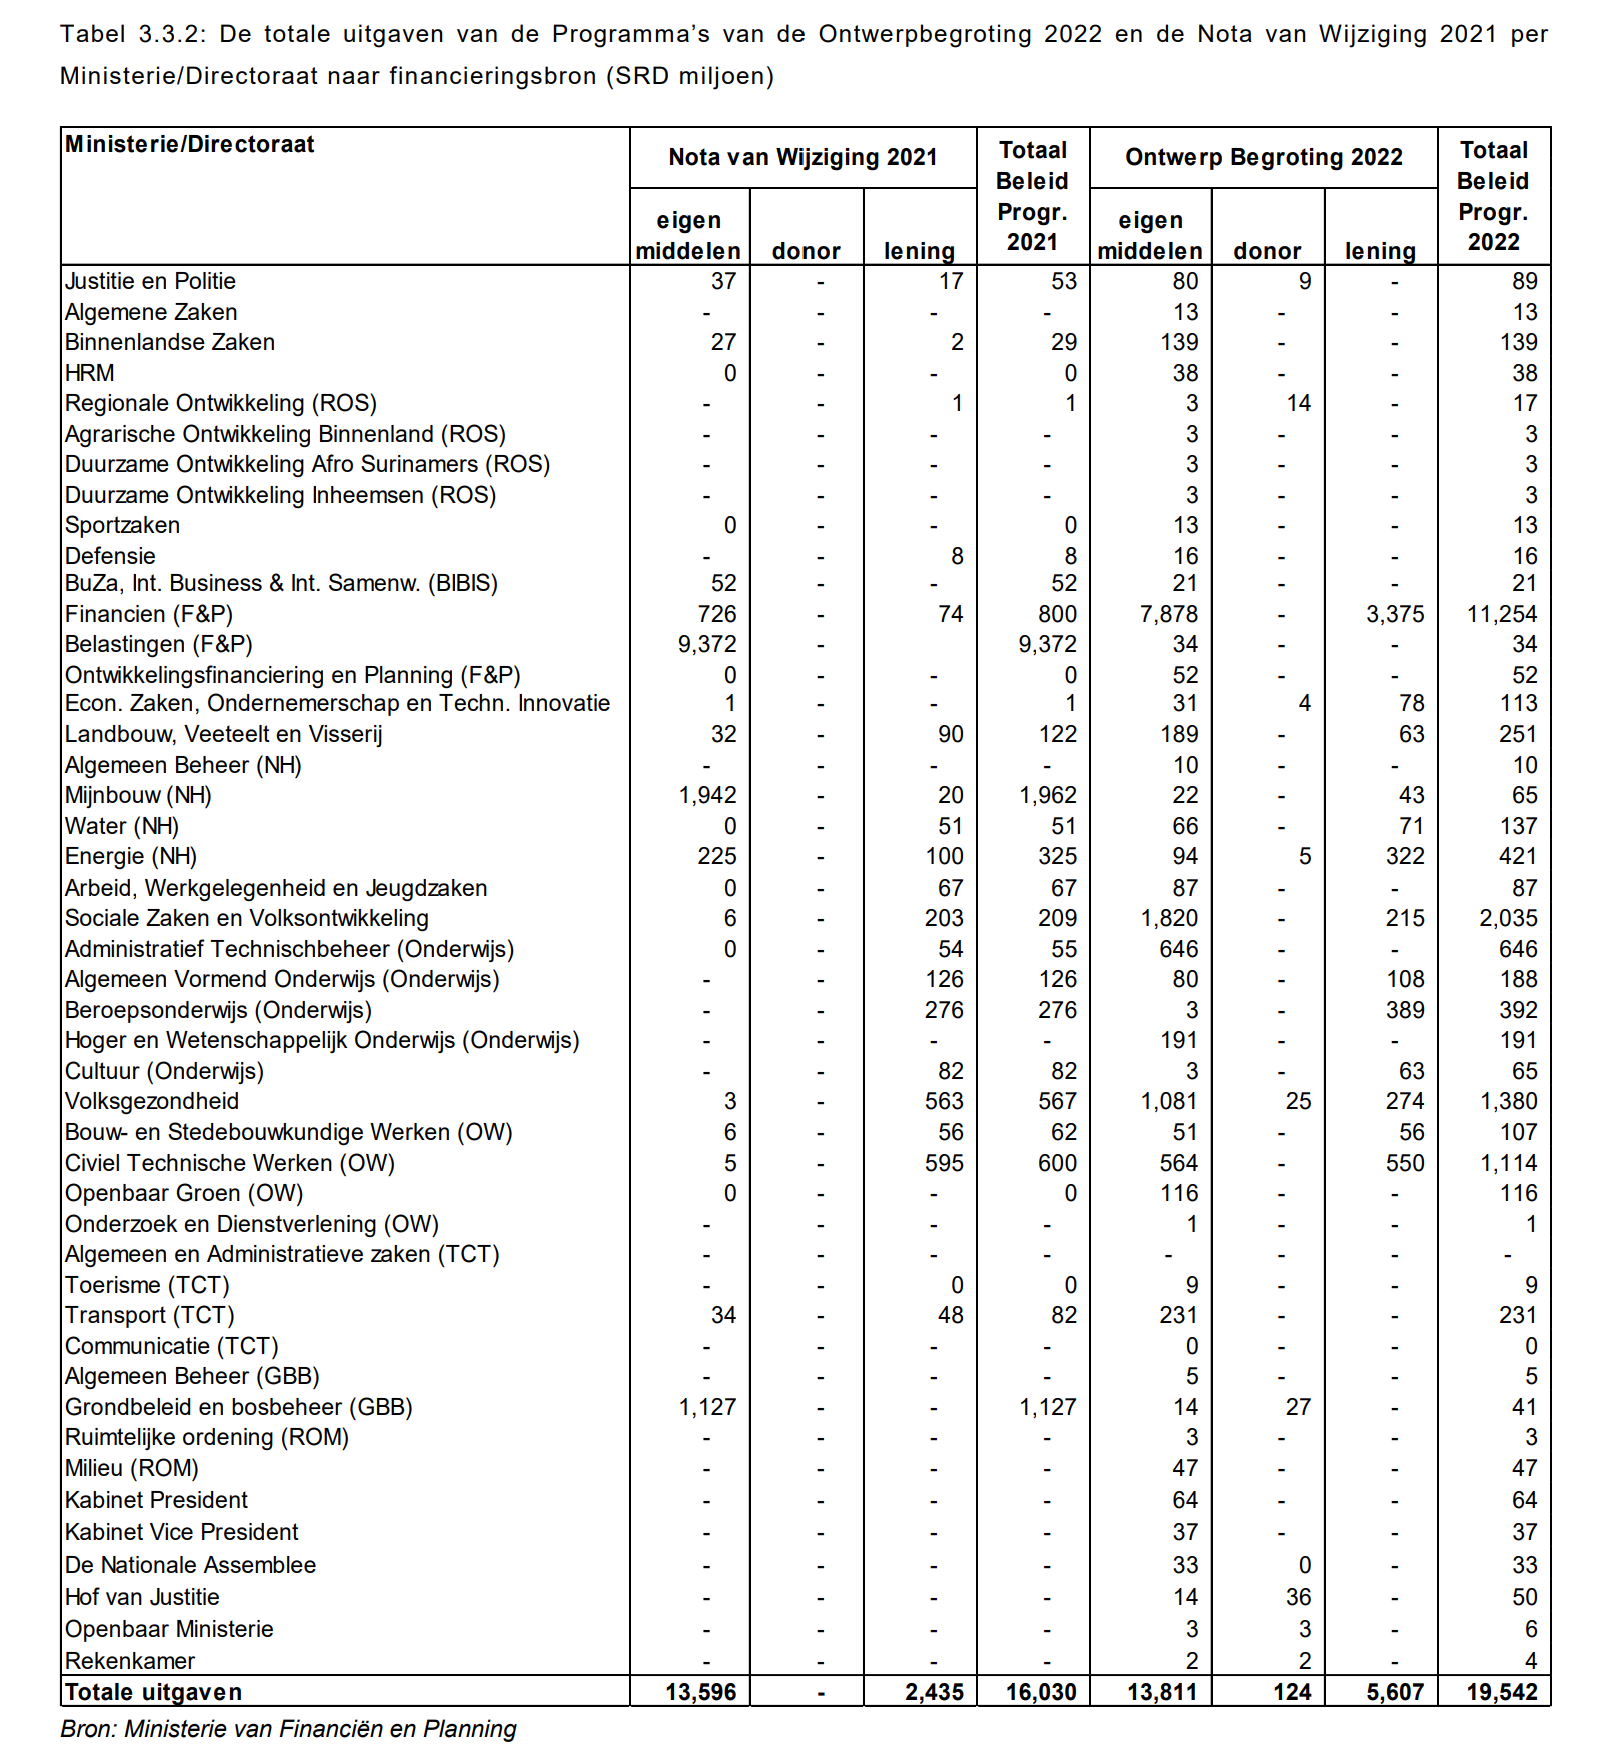 Tabel 3.3.2: De totale uitgaven van de Programma’s van de Ontwerpbegroting 2022 en de Nota van Wijziging 2021 per
Ministerie/Directoraat naar financieringsbron (SRD miljoen)
Ministerie/Directoraat Nota van Wijziging 2021 Totaal Beleid Progr. 2021 Ontwerp Begroting 2022 Totaal Beleid Progr. 2022
eigen middelen donor lening eigen middelen donor lening
Justitie en Politie 37 - 17 53 80 9 - 89
Algemene Zaken - - - - 13 - - 13
Binnenlandse Zaken 27 - 2 29 139 - - 139
HRM 0 - - 0 38 - - 38
Regionale Ontwikkeling (ROS) - - 1 1 3 14 - 17
Agrarische Ontwikkeling Binnenland (ROS) - - - - 3 - - 3
Duurzame Ontwikkeling Afro Surinamers (ROS) - - - - 3 - - 3
Duurzame Ontwikkeling Inheemsen (ROS) - - - - 3 - - 3
Sportzaken 0 - - 0 13 - - 13
Defensie - - 8 8 16 - - 16
BuZa, Int. Business & Int. Samenw. (BIBIS) 52 - - 52 21 - - 21
Financien (F&P) 726 - 74 800 7,878 - 3,375 11,254
Belastingen (F&P) 9,372 - 9,372 34 - - 34
Ontwikkelingsfinanciering en Planning (F&P) 0 - - 0 52 - - 52
Econ. Zaken, Ondernemerschap en Techn. Innovatie 1 - - 1 31 4 78 113
Landbouw, Veeteelt en Visserij 32 - 90 122 189 - 63 251
Algemeen Beheer (NH) - - - - 10 - - 10
Mijnbouw (NH) 1,942 - 20 1,962 22 - 43 65
Water (NH) 0 - 51 51 66 - 71 137
Energie (NH) 225 - 100 325 94 5 322 421
Arbeid, Werkgelegenheid en Jeugdzaken 0 - 67 67 87 - - 87
Sociale Zaken en Volksontwikkeling 6 - 203 209 1,820 - 215 2,035
Administratief Technischbeheer (Onderwijs) 0 - 54 55 646 - - 646
Algemeen Vormend Onderwijs (Onderwijs) - - 126 126 80 - 108 188
Beroepsonderwijs (Onderwijs) - - 276 276 3 - 389 392
Hoger en Wetenschappelijk Onderwijs (Onderwijs) - - - - 191 - - 191
Cultuur (Onderwijs) - - 82 82 3 - 63 65
Volksgezondheid 3 - 563 567 1,081 25 274 1,380
Bouw- en Stedebouwkundige Werken (OW) 6 - 56 62 51 - 56 107
Civiel Technische Werken (OW) 5 - 595 600 564 - 550 1,114
Openbaar Groen (OW) 0 - - 0 116 - - 116
Onderzoek en Dienstverlening (OW) - - - - 1 - - 1
Algemeen en Administratieve zaken (TCT) - - - - - - - -
Toerisme (TCT) - - 0 0 9 - - 9
Transport (TCT) 34 - 48 82 231 - - 231
Communicatie (TCT) - - - - 0 - - 0
Algemeen Beheer (GBB) - - - - 5 - - 5
Grondbeleid en bosbeheer (GBB) 1,127 - - 1,127 14 27 - 41
Ruimtelijke ordening (ROM) - - - - 3 - - 3
Milieu (ROM) - - - - 47 - - 47
Kabinet President - - - - 64 - - 64
Kabinet Vice President - - - - 37 - - 37
De Nationale Assemblee - - - - 33 0 - 33
Hof van Justitie - - - - 14 36 - 50
Openbaar Ministerie - - - - 3 3 - 6
Rekenkamer - - - - 2 2 - 4
Totale uitgaven 13,596 - 2,435 16,030 13,811 124 5,607 19,542
Bron: Ministerie van Financiën en Planning